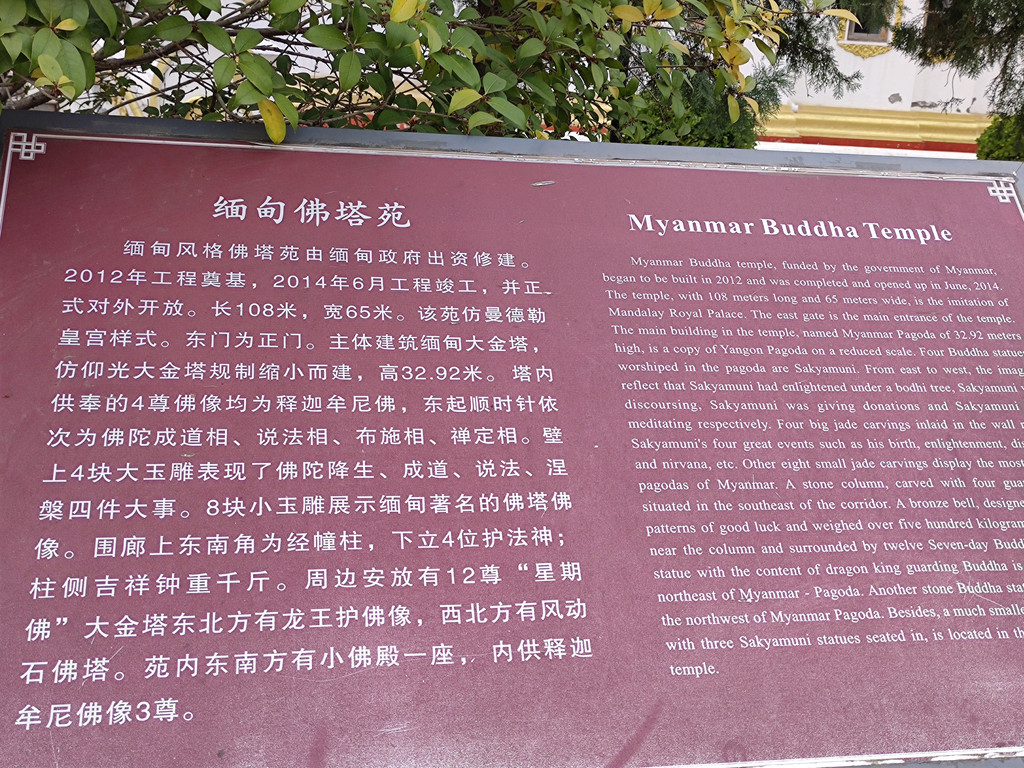 缅甸佛塔苑
缅甸风格佛塔苑由缅甸政府出资修建。
2012年工程奠基，2014年6月工程竣工，并正
式对外开放。长108米，宽65米。该苑仿曼德勒
皇宫样式。东门为正门。主体建筑缅甸大金塔，
仿仰光大金塔规制缩小而建，高32.92米。塔内
供奉的4尊佛像均为释迦牟尼佛，东起顺时针依
次为佛陀成道相、说法相、布施相、禅定相。壁
上4块大玉雕表现了佛陀降生、成道、说法、涅
槃四件大事。8块小玉雕展示缅甸著名的佛塔佛
像。围廊上东南角为经幢柱，下立4位护法神；
柱侧吉祥钟重千斤。周边安放有12尊“星期
佛”大金塔东北方有龙王护佛像，西北方有风动
石佛塔。苑内东南方有小佛殿一座，内供释迦
牟尼佛像3尊。
Myanmar Buddha Temple
Myanmar Buddha temple, funded by the government of Myanmar,
began to be built in 2012 and was completed and opened up in June, 2014.
The temple, with 108 meters long and 65 meters wide, is the imitation of
Mandalay Royal Palace. The east gate is the main entrance of the temple.
The main building in the temple, named Myanmar Pagoda of 32.92 meters
high, is a copy of Yangon Pagoda on a reduced scale. Four Buddha statues
worshiped in the pagoda are Sakyamuni. From east to west, the
reflect that Sakyamuni had enlightened under a bodhi tree, Sakyamuni
discoursing, Sakyamuni was giving donations and Sakyamuni
meditating respectively. Four big jade carvings inlaid in the wall
Sakyamuni's four great events such as his birth, enlightenment,
and nirvana, etc. Other eight small jade carvings display the most
pagodas of Myanmar. A stone column, carved with four
situated in the southeast of the corridor. A bronze bell,
patterns of good luck and weighed over five hundred
near the column and surrounded by twelve Seven-day
statue with the content of dragon king guarding Buddha is
northeast of Myanmar - Pagoda. Another stone Buddha
the northwest of Myanmar Pagoda. Besides, a much
with three Sakyamuni statues seated in, is located in
temple.